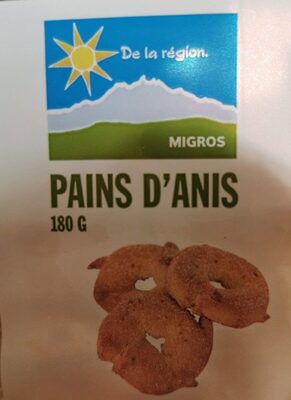 De la région.
MIGROS
PAINS D'ANIS
180 G